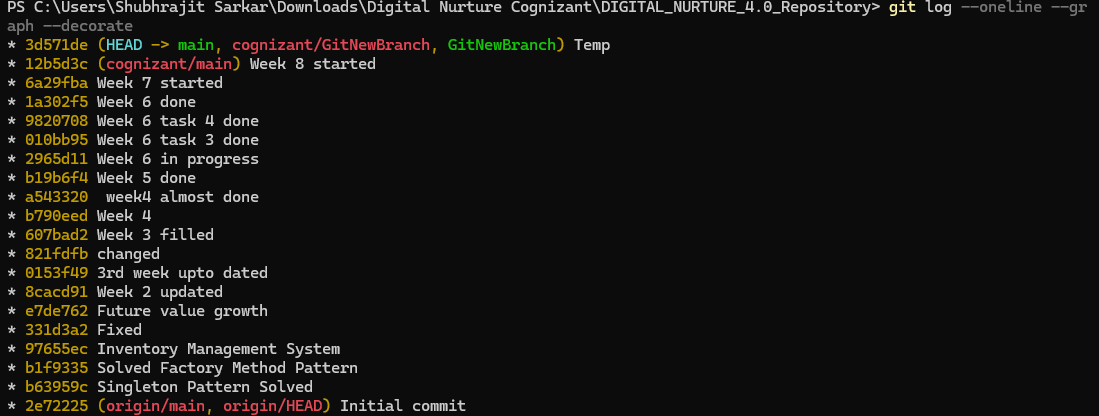 PS C:\Users\Shubhrajit Sarkar\Downloads\Digital Nurture Cognizant\DIGITAL_NURTURE_4.0_Repository> git log --oneline --gr
aph --decorate
* 3d571de (HEAD -> main, cognizant/GitNewBranch, GitNewBranch) Temp
* 12b5d3c (cognizant/main) Week 8 started
* 6a29fba Week 7 started
* 1a302f5 Week 6 done
* 9820708 Week 6 task 4 done
* 010bb95 Week 6 task 3 done
* 2965d11 Week 6 in progress
* b19b6f4 Week 5 done
* a543320  week4 almost done
* b790eed Week 4
* 607bad2 Week 3 filled
* 821fdfb changed
* 0153f49 3rd week upto dated
* 8cacd91 Week 2 updated
* e7de762 Future value growth
* 331d3a2 Fixed
* 97655ec Inventory Management System
* b1f9335 Solved Factory Method Pattern
* b63959c Singleton Pattern Solved
* 2e72225 (origin/main, origin/HEAD) Initial commit